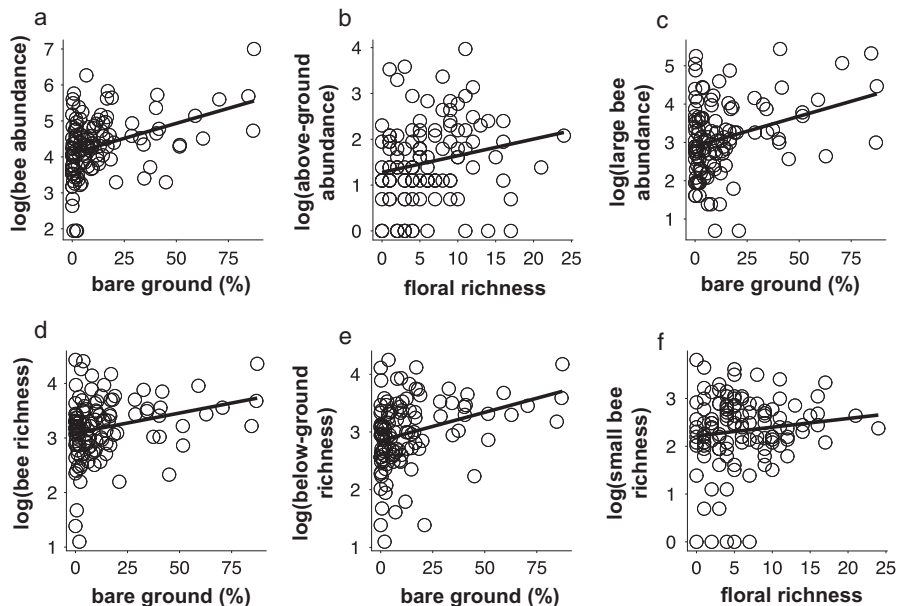 a
log(bee abundance)
7
6
5
4
3
2
0 25 50 75
bare ground (%)
b
log(above-ground
abundance)
4
3
2
1
0
0 5 10 15 20 25
floral richness
c
log(large bee
abundance)
5
4
3
2
1
0 25 50 75
bare ground (%)
d
log(bee richness)
4
3
2
1
0 25 50 75
bare ground (%)
e
log(below-ground
richness)
4
3
2
1
0 25 50 75
bare ground (%)
f
log(small bee
richness)
4
3
2
1
0
0 5 10 15 20 25
floral richness